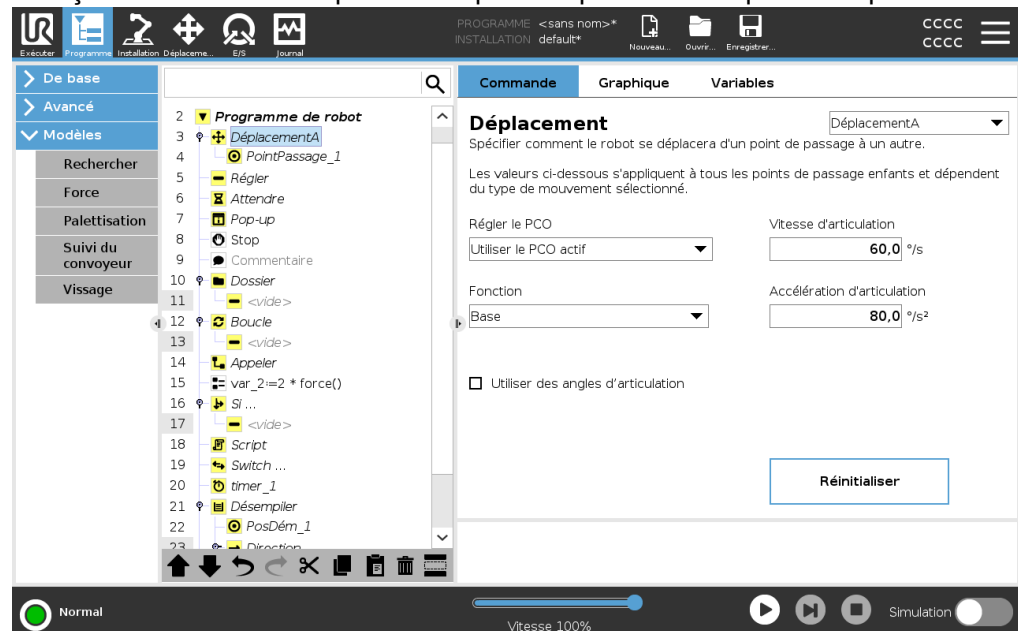 PROGRAMME <sans nom>*
INSTALLATION default*
Exécuter Programme Installation Déplaceme... E/S Journal
Nouveau... Ouvrir... Enregistrer...
cccc
cccc
De base
Avancé
Modèles
Rechercher
Force
Palettisation
Suivi du convoyeur
Vissage
2 Programme de robot
3 DéplacementA
4 PointPassage_1
5 Régler
6 Attendre
7 Pop-up
8 Stop
9 Commentaire
10 Dossier
11 <vide>
12 Boucle
13 <vide>
14 Appeler
15 var_2:=2 * force()
16 Si ...
17 <vide>
18 Script
19 Switch ...
20 timer_1
21 Désempiler
22 PosDém_1
23 Direction
Commande Graphique Variables
Déplacement
DéplacementA
Spécifier comment le robot se déplacera d'un point de passage à un autre.
Les valeurs ci-dessous s'appliquent à tous les points de passage enfants et dépendent
du type de mouvement sélectionné.
Régler le PCO
Vitesse d'articulation
Utiliser le PCO actif
60,0 °/s
Fonction
Accélération d'articulation
Base
80,0 °/s²
Utiliser des angles d'articulation
Réinitialiser
Normal
Vitesse 100%
Simulation